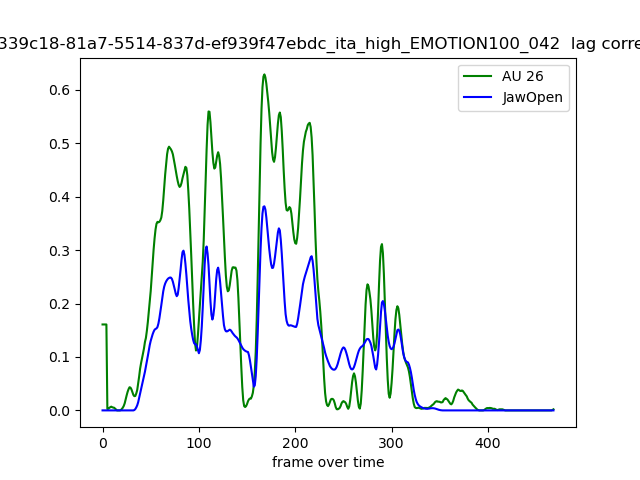 339c18-81a7-5514-837d-ef939f47ebdc_ita_high_EMOTION100_042 lag corre
AU 26
JawOpen
0.6
0.5
0.4
0.3
0.2
0.1
0.0
0 100 200 300 400
frame over time